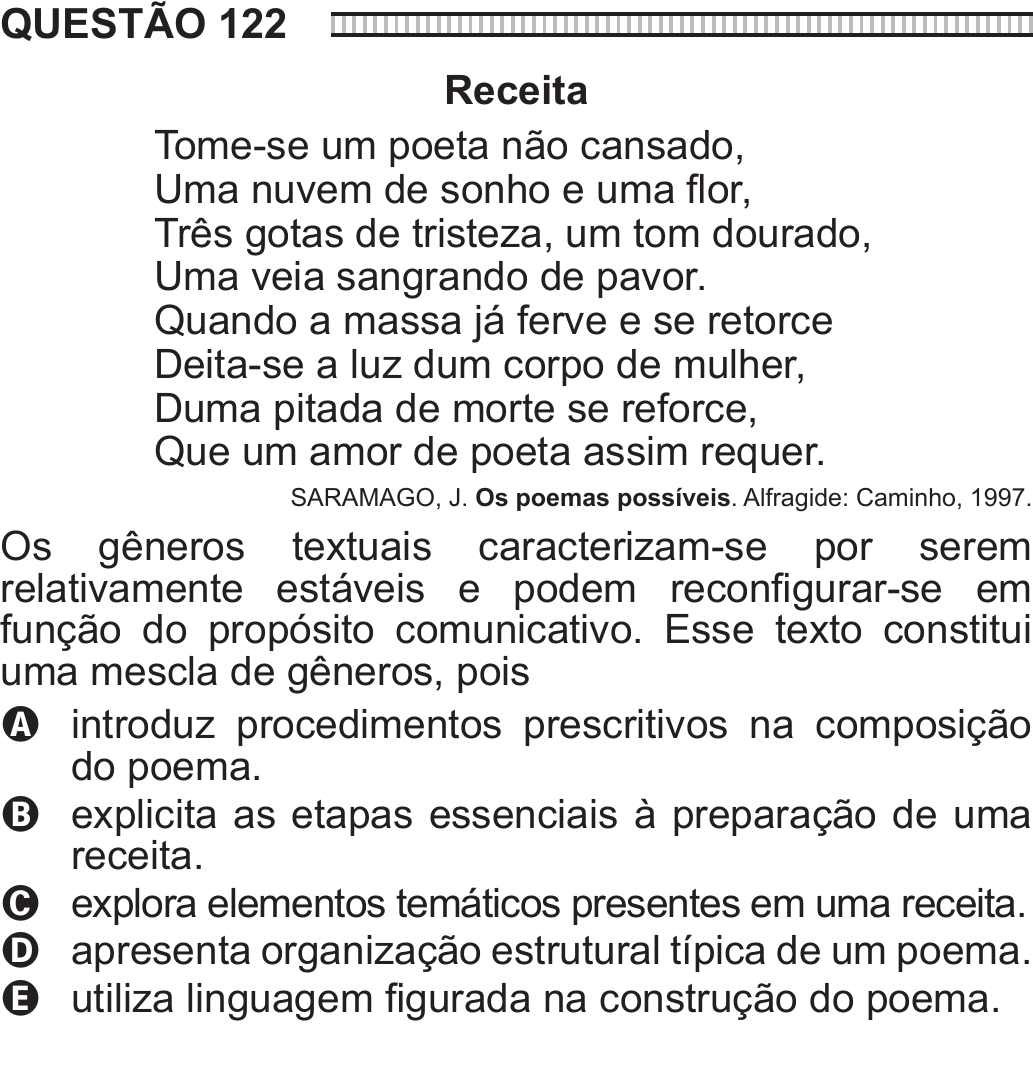 QUESTÃO 122
Receita
Tome-se um poeta não cansado,
Uma nuvem de sonho e uma flor,
Três gotas de tristeza, um tom dourado,
Uma veia sangrando de pavor.
Quando a massa já ferve e se retorce
Deita-se a luz dum corpo de mulher,
Duma pitada de morte se reforce,
Que um amor de poeta assim requer.
SARAMAGO, J. Os poemas possíveis. Alfragide: Caminho, 1997.
Os gêneros textuais caracterizam-se por serem
relativamente estáveis e podem reconfigurar-se em
função do propósito comunicativo. Esse texto constitui
uma mescla de gêneros, pois
A introduz procedimentos prescritivos na composição
do poema.
B explicita as etapas essenciais à preparação de uma
receita.
C explora elementos temáticos presentes em uma receita.
D apresenta organização estrutural típica de um poema.
E utiliza linguagem figurada na construção do poema.